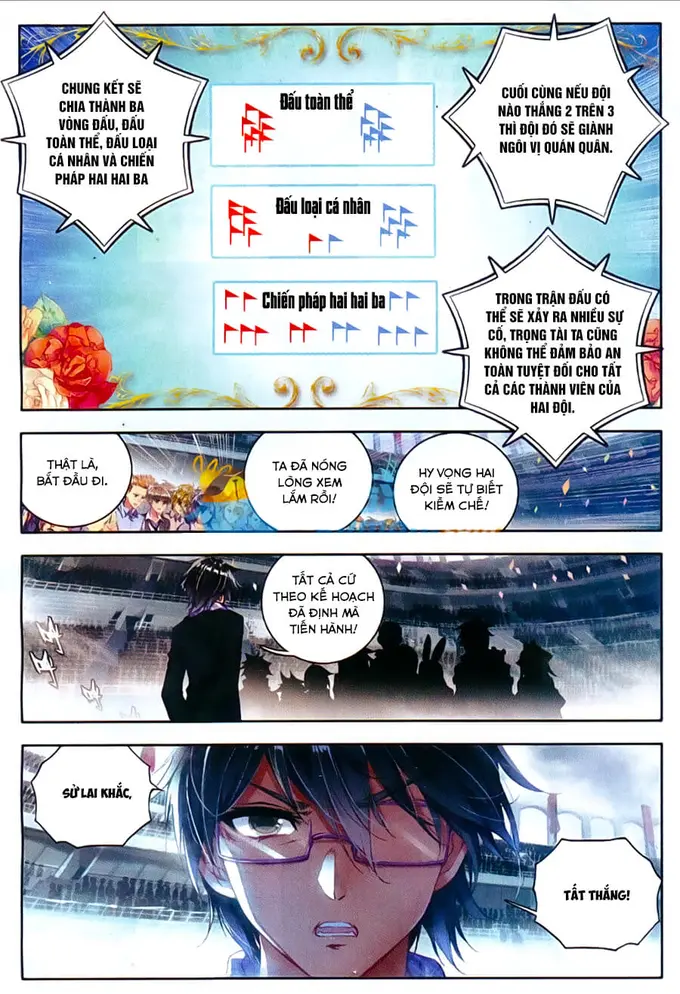 CHUNG KẾT SẼ
CHIA THÀNH BA
VÒNG ĐẤU, ĐẤU
TOÀN THỂ, ĐẤU LOẠI
CÁ NHÂN VÀ CHIẾN
PHÁP HAI HAI BA
Đấu toàn thể
Đấu loại cá nhân
Chiến pháp hai hai ba
CUỐI CÙNG NẾU ĐỘI
NÀO THẮNG 2 TRÊN 3
THÌ ĐỘI ĐÓ SẼ GIÀNH
NGÔI VỊ QUÁN QUÂN.
TRONG TRẬN ĐẤU CÓ
THỂ SẼ XẢY RA NHIỀU SỰ
CỐ, TRỌNG TÀI TA CŨNG
KHÔNG THỂ ĐẢM BẢO AN
TOÀN TUYỆT ĐỐI CHO TẤT
CẢ CÁC THÀNH VIÊN CỦA
HAI ĐỘI.
THẬT LÀ,
BẮT ĐẦU ĐI.
TA ĐÃ NÓNG
LÒNG XEM
LẮM RỒI!
HY VỌNG HAI
ĐỘI SẼ TỰ BIẾT
KIỀM CHẾ!
TẤT CẢ CỨ
THEO KẾ HOẠCH
ĐÃ ĐỊNH MÀ
TIẾN HÀNH!
SỬ LAI KHẮC,
TẤT THẮNG!